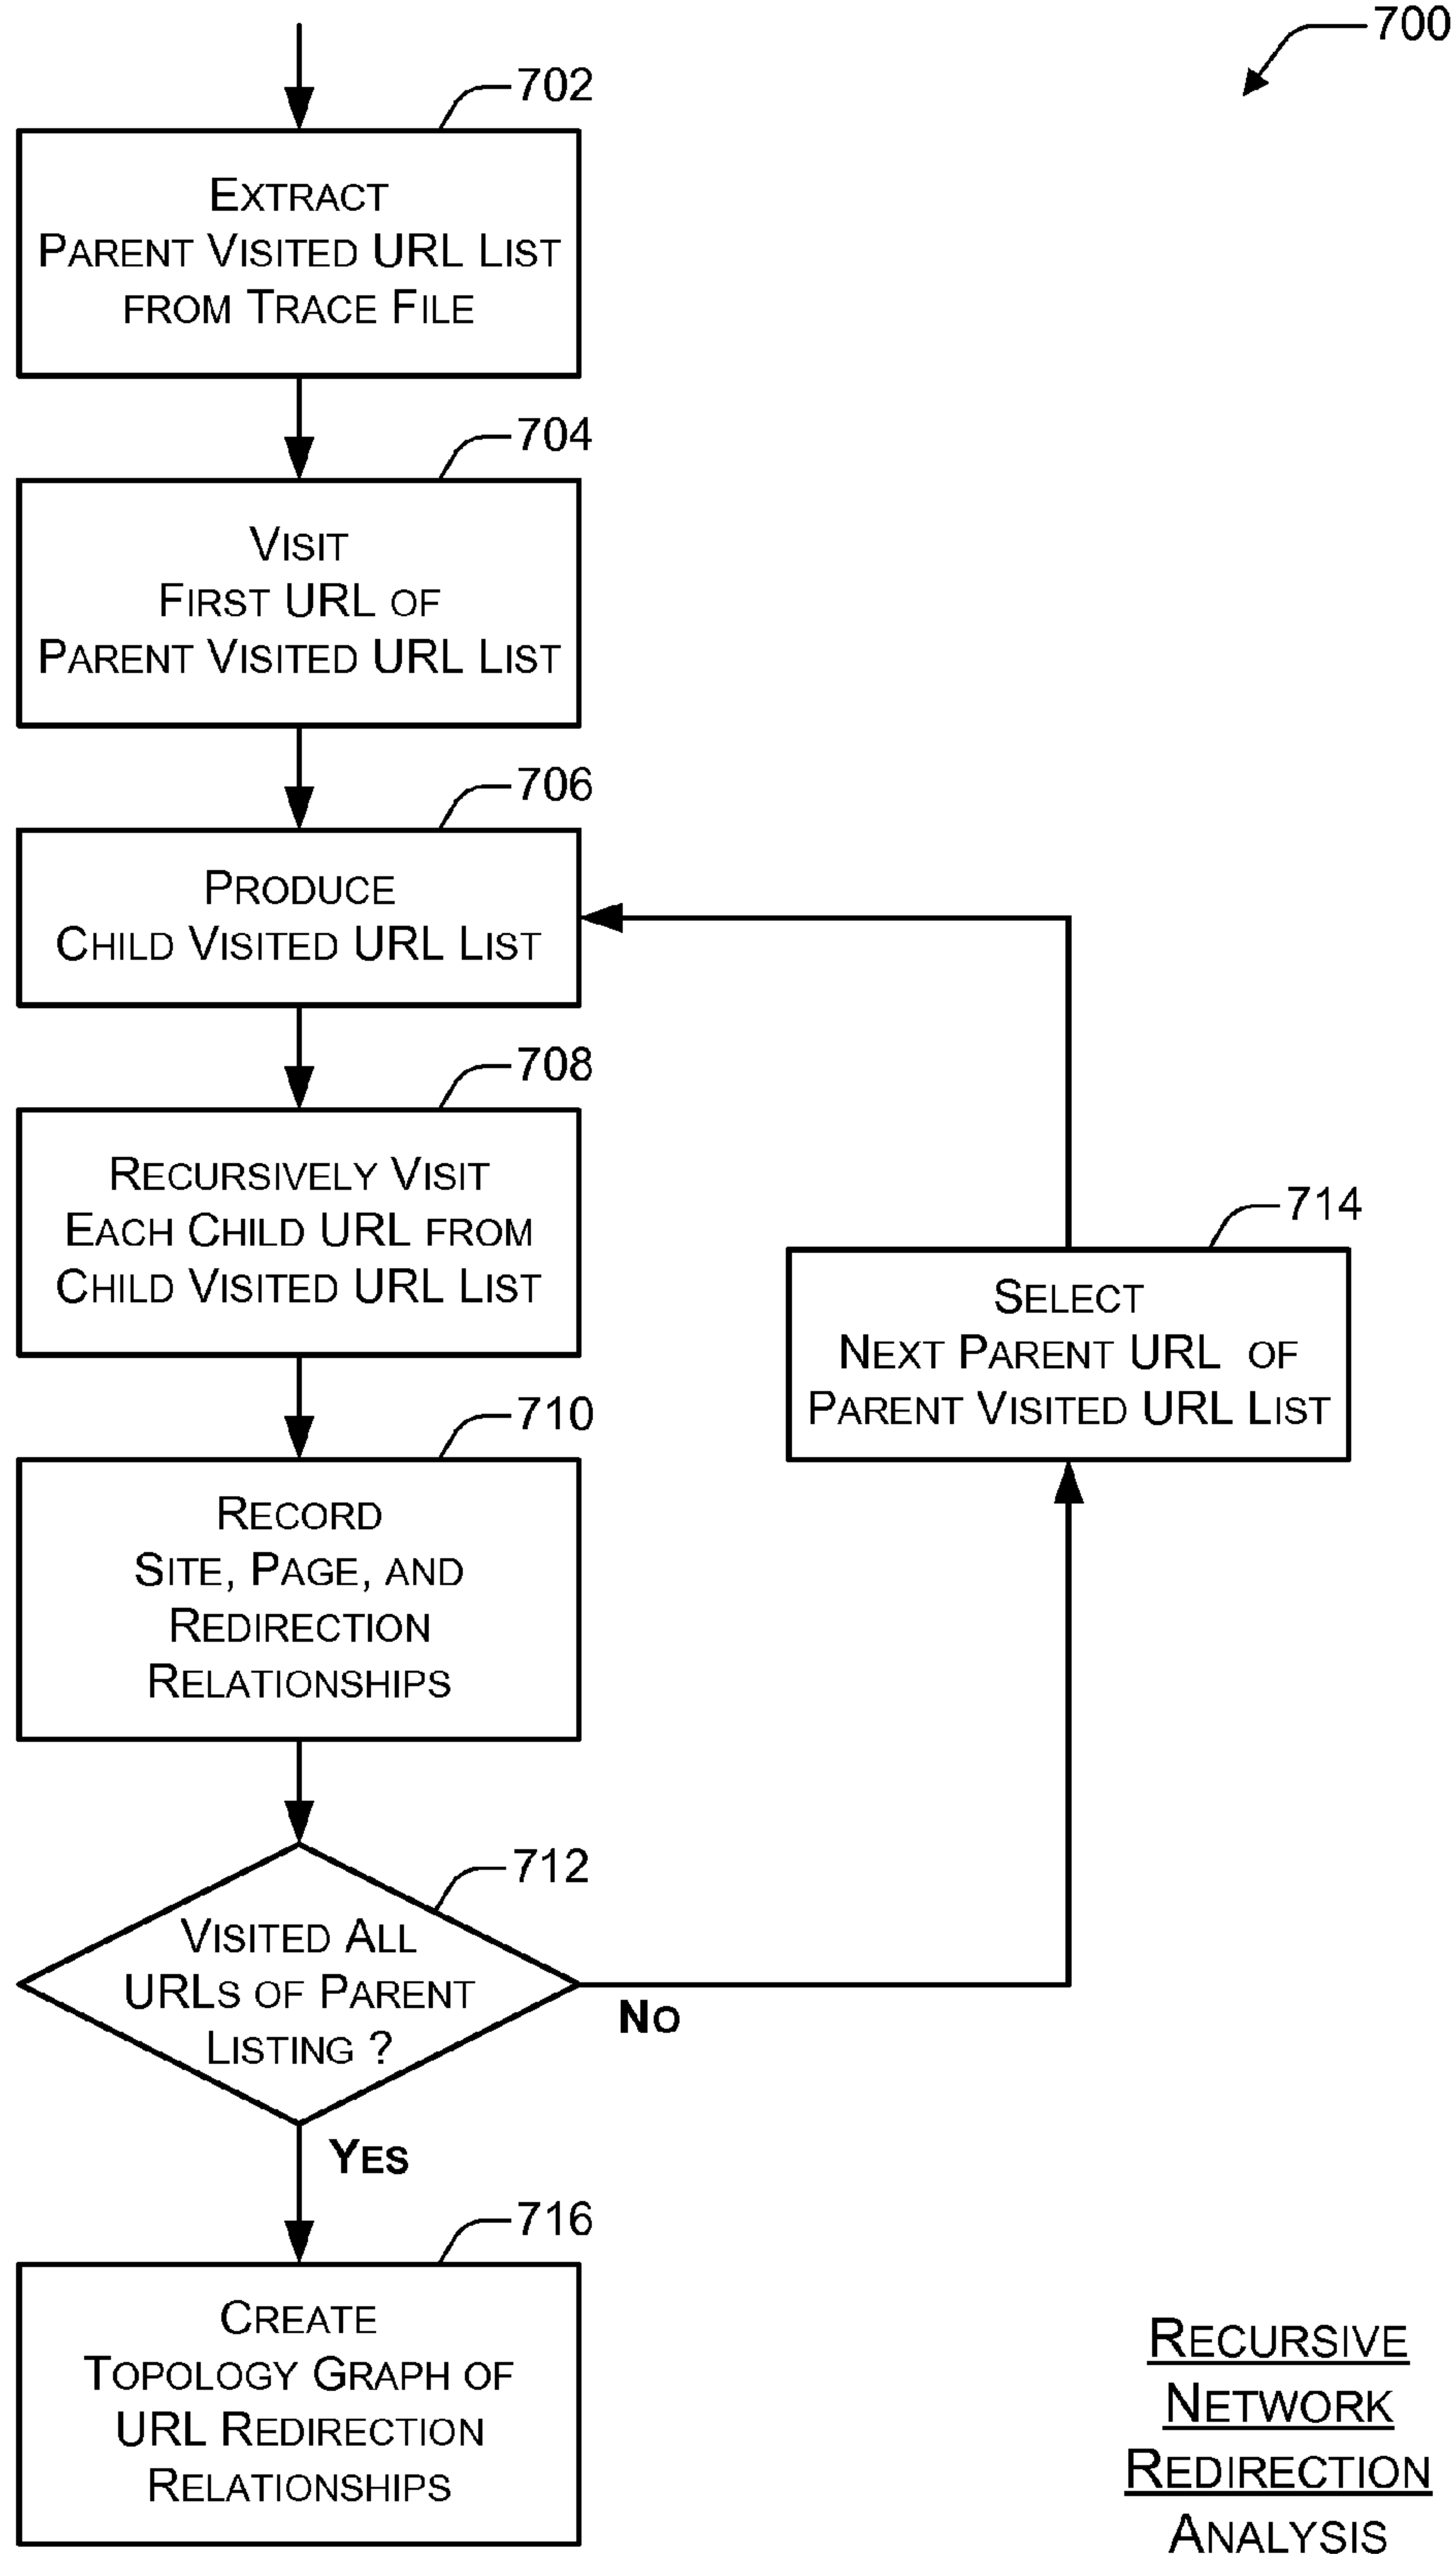 700
702
EXTRACT
PARENT VISITED URL LIST
FROM TRACE FILE
704
VISIT
FIRST URL OF
PARENT VISITED URL LIST
706
PRODUCE
CHILD VISITED URL LIST
708
RECURSIVELY VISIT
EACH CHILD URL FROM
CHILD VISITED URL LIST
714
SELECT
NEXT PARENT URL OF
PARENT VISITED URL LIST
710
RECORD
SITE, PAGE, AND
REDIRECTION
RELATIONSHIPS
712
VISITED ALL
URLS OF PARENT
LISTING ?
NO
YES
716
CREATE
TOPOLOGY GRAPH OF
URL REDIRECTION
RELATIONSHIPS
RECURSIVE
NETWORK
REDIRECTION
ANALYSIS